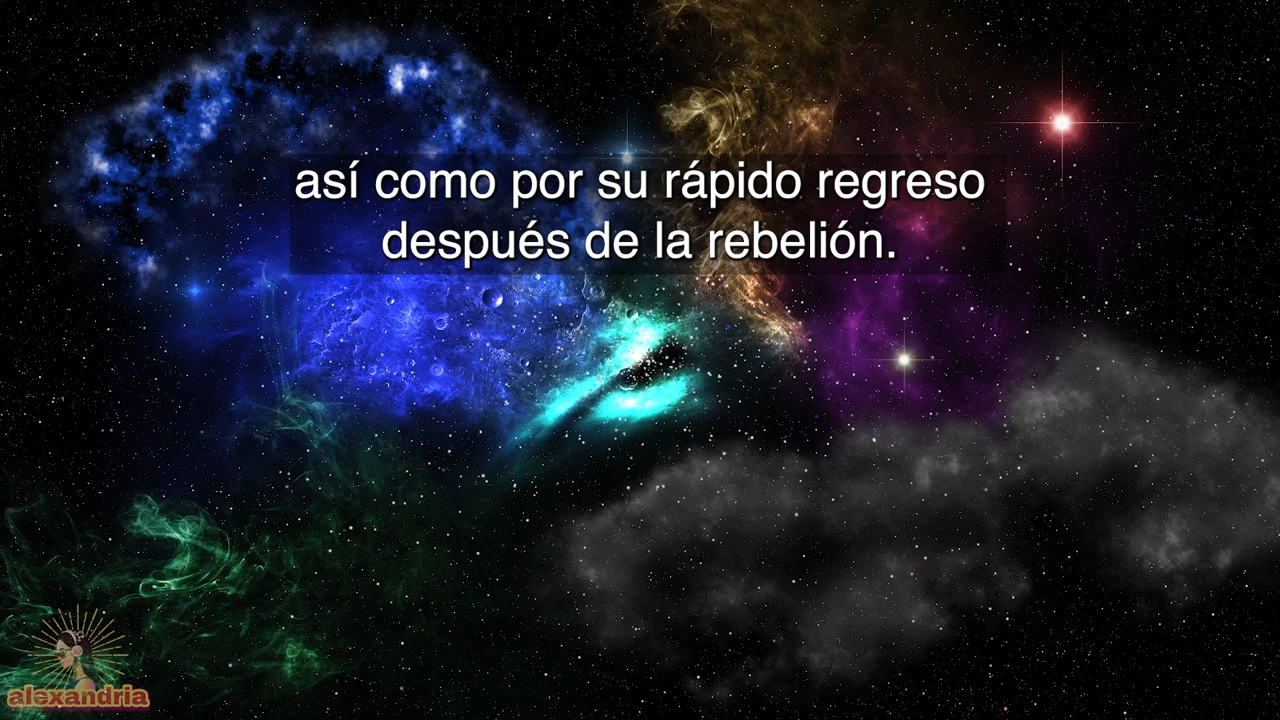 así como por su rápido regreso
después de la rebelión.
alexandria